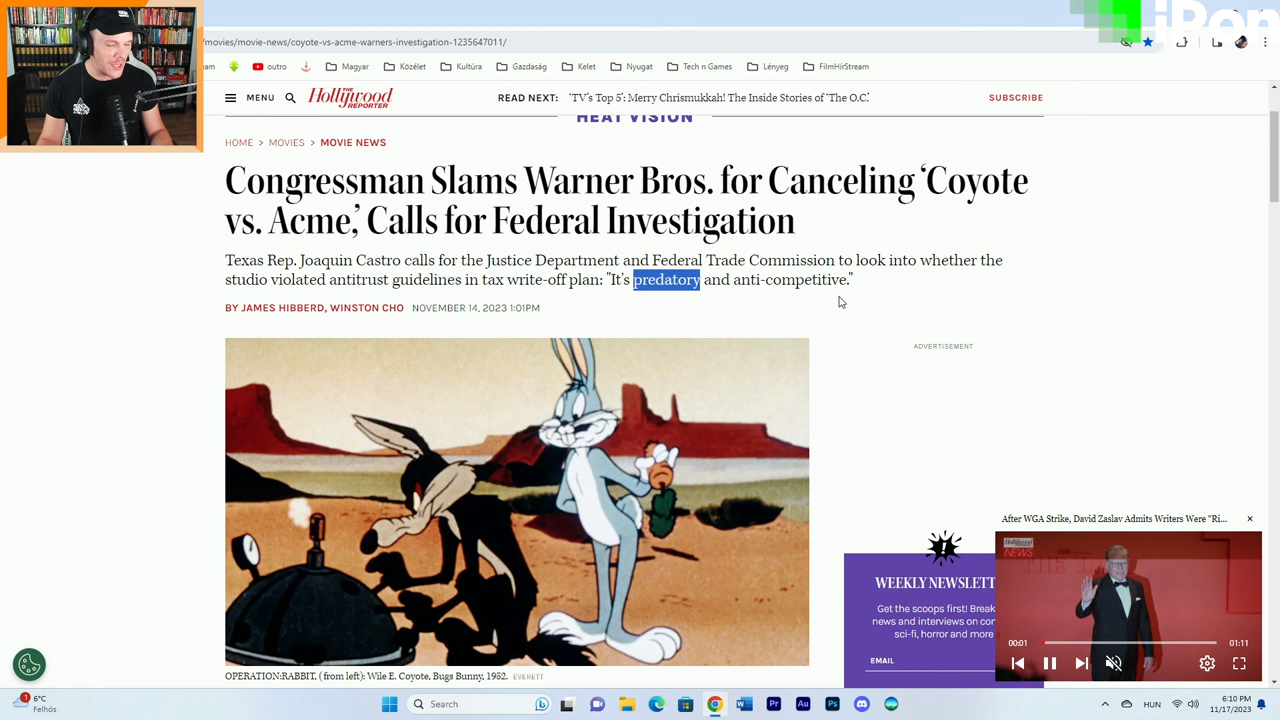 iPon
/movies/movie-news/coyote-vs-acme-warners-investigation-1235647011/
eam outro Magyar Közélet Kultúra Gazdaság Kelet Nyugat Tech n Games Lényeg FilmHírStream
MENU THE Hollywood REPORTER READ NEXT: 'TV's Top 5': Merry Chrismukkah! The Inside Stories of 'The O.C.' SUBSCRIBE
HEAT VISION
HOME > MOVIES > MOVIE NEWS
Congressman Slams Warner Bros. for Canceling ‘Coyote
vs. Acme,’ Calls for Federal Investigation
Texas Rep. Joaquin Castro calls for the Justice Department and Federal Trade Commission to look into whether the
studio violated antitrust guidelines in tax write-off plan: "It's predatory and anti-competitive."
BY JAMES HIBBERD, WINSTON CHO NOVEMBER 14, 2023 1:01PM
ADVERTISEMENT
After WGA Strike, David Zaslav Admits Writers Were "Ri...
Hollywood
NEWS
WEEKLY NEWSLETT
Get the scoops first! Break
news and interviews on con
sci-fi, horror and more
EMAIL
00:01 01:11
OPERATION:RABBIT, (from left): Wile E. Coyote, Bugs Bunny, 1952. EVERETT
1 6°C
Felhős
Search
HUN
6:10 PM
11/17/2023